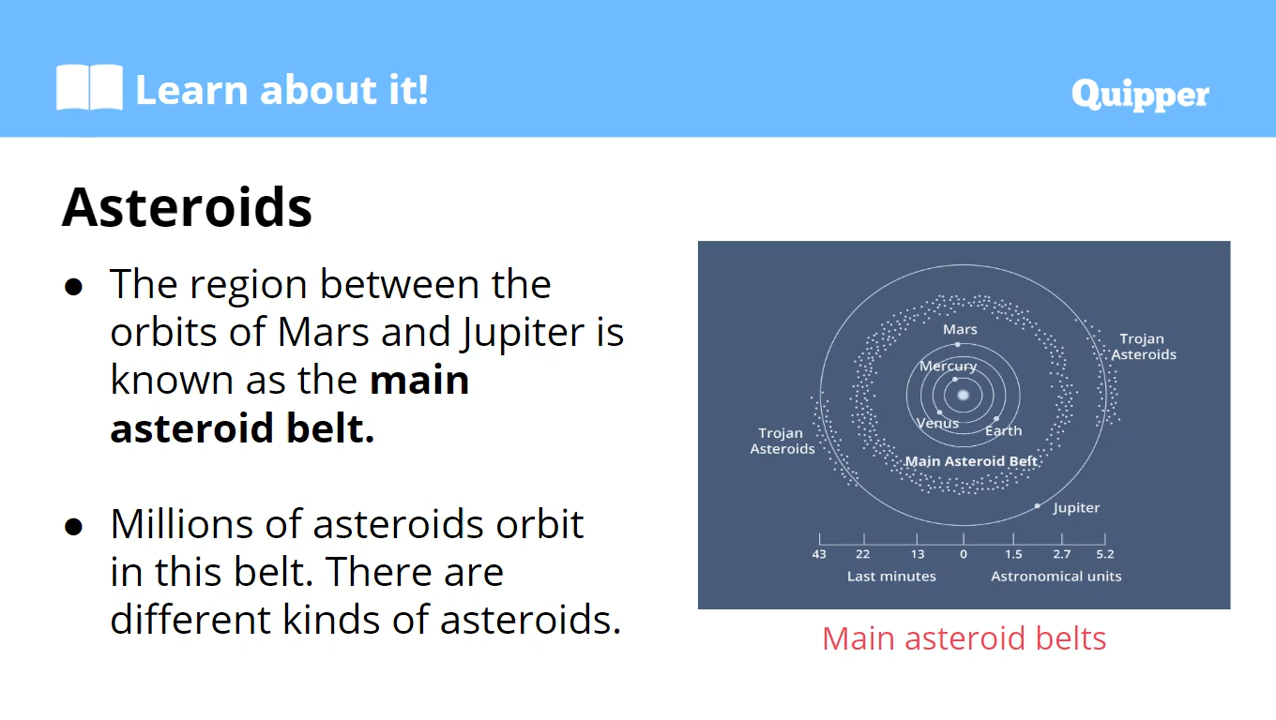 Learn about it!
Quipper
Asteroids
● The region between the
orbits of Mars and Jupiter is
known as the main
asteroid belt.
● Millions of asteroids orbit
in this belt. There are
different kinds of asteroids.
Mars
Trojan
Asteroids
Mercury
Venus
Earth
Trojan
Asteroids
Main Asteroid Belt
Jupiter
43 22 13 0 1.5 2.7 5.2
Last minutes Astronomical units
Main asteroid belts